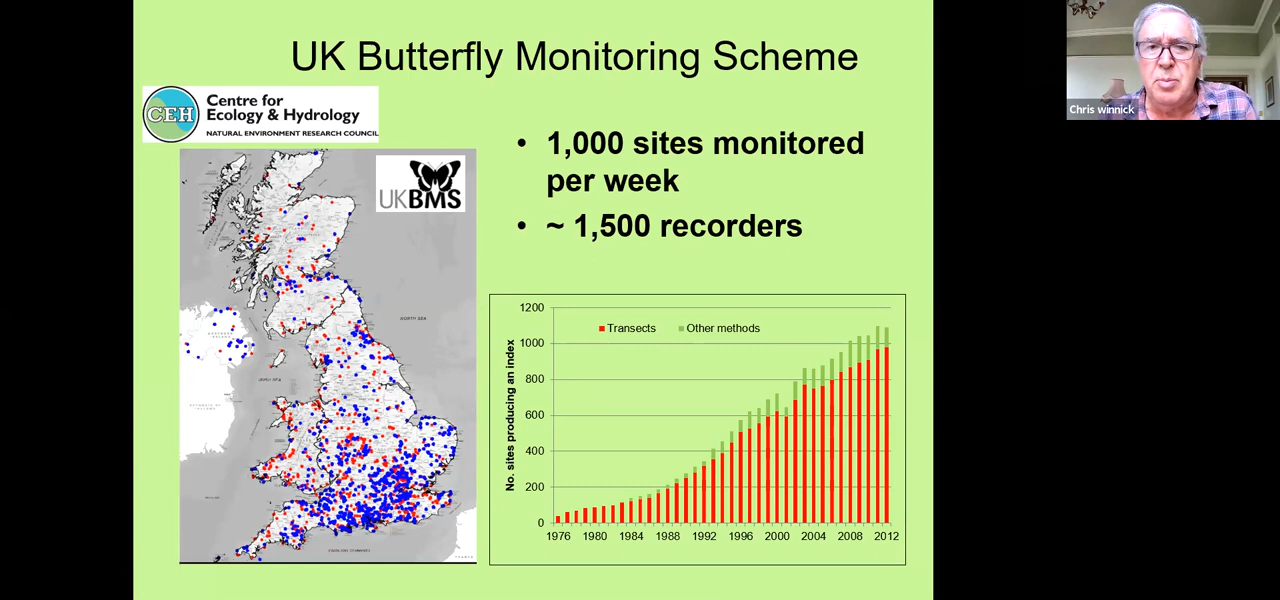 UK Butterfly Monitoring Scheme
CEH
Centre for
Ecology & Hydrology
NATURAL ENVIRONMENT RESEARCH COUNCIL
UKBMS
NORTH SEA
• 1,000 sites monitored
per week
• ~ 1,500 recorders
No. sites producing an index
Transects
Other methods
1200
1000
800
600
400
200
0
1976 1980 1984 1988 1992 1996 2000 2004 2008 2012
Chris winnick